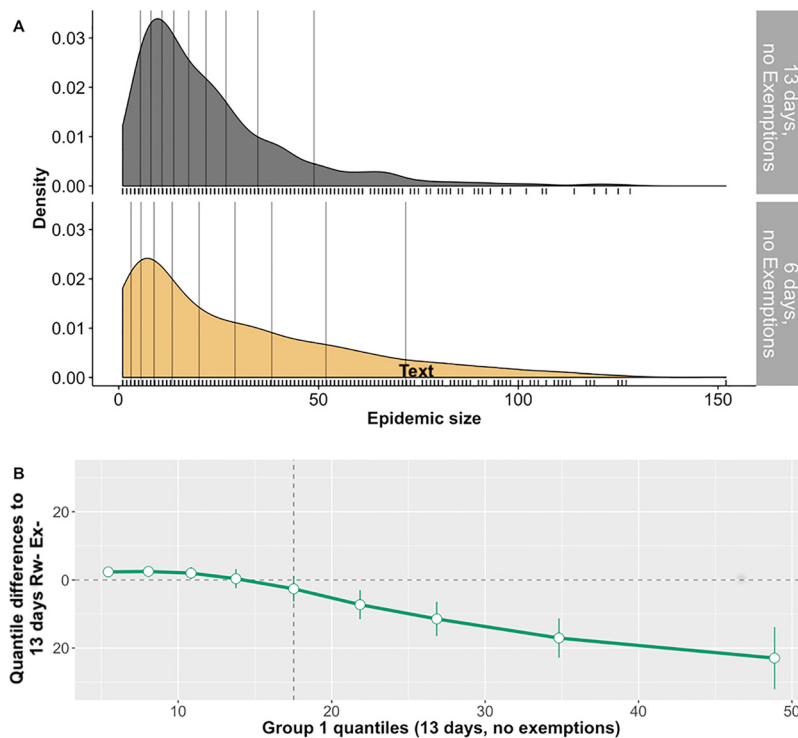 A
0.03
0.02
0.01
0.00
13 days,
no Exemptions
Density
0.03
0.02
0.01
0.00
6 days,
no Exemptions
Text
0 50 100 150
Epidemic size
B
Quantile differences to
13 days Rw- Ex-
20
0
20
10 20 30 40 50
Group 1 quantiles (13 days, no exemptions)